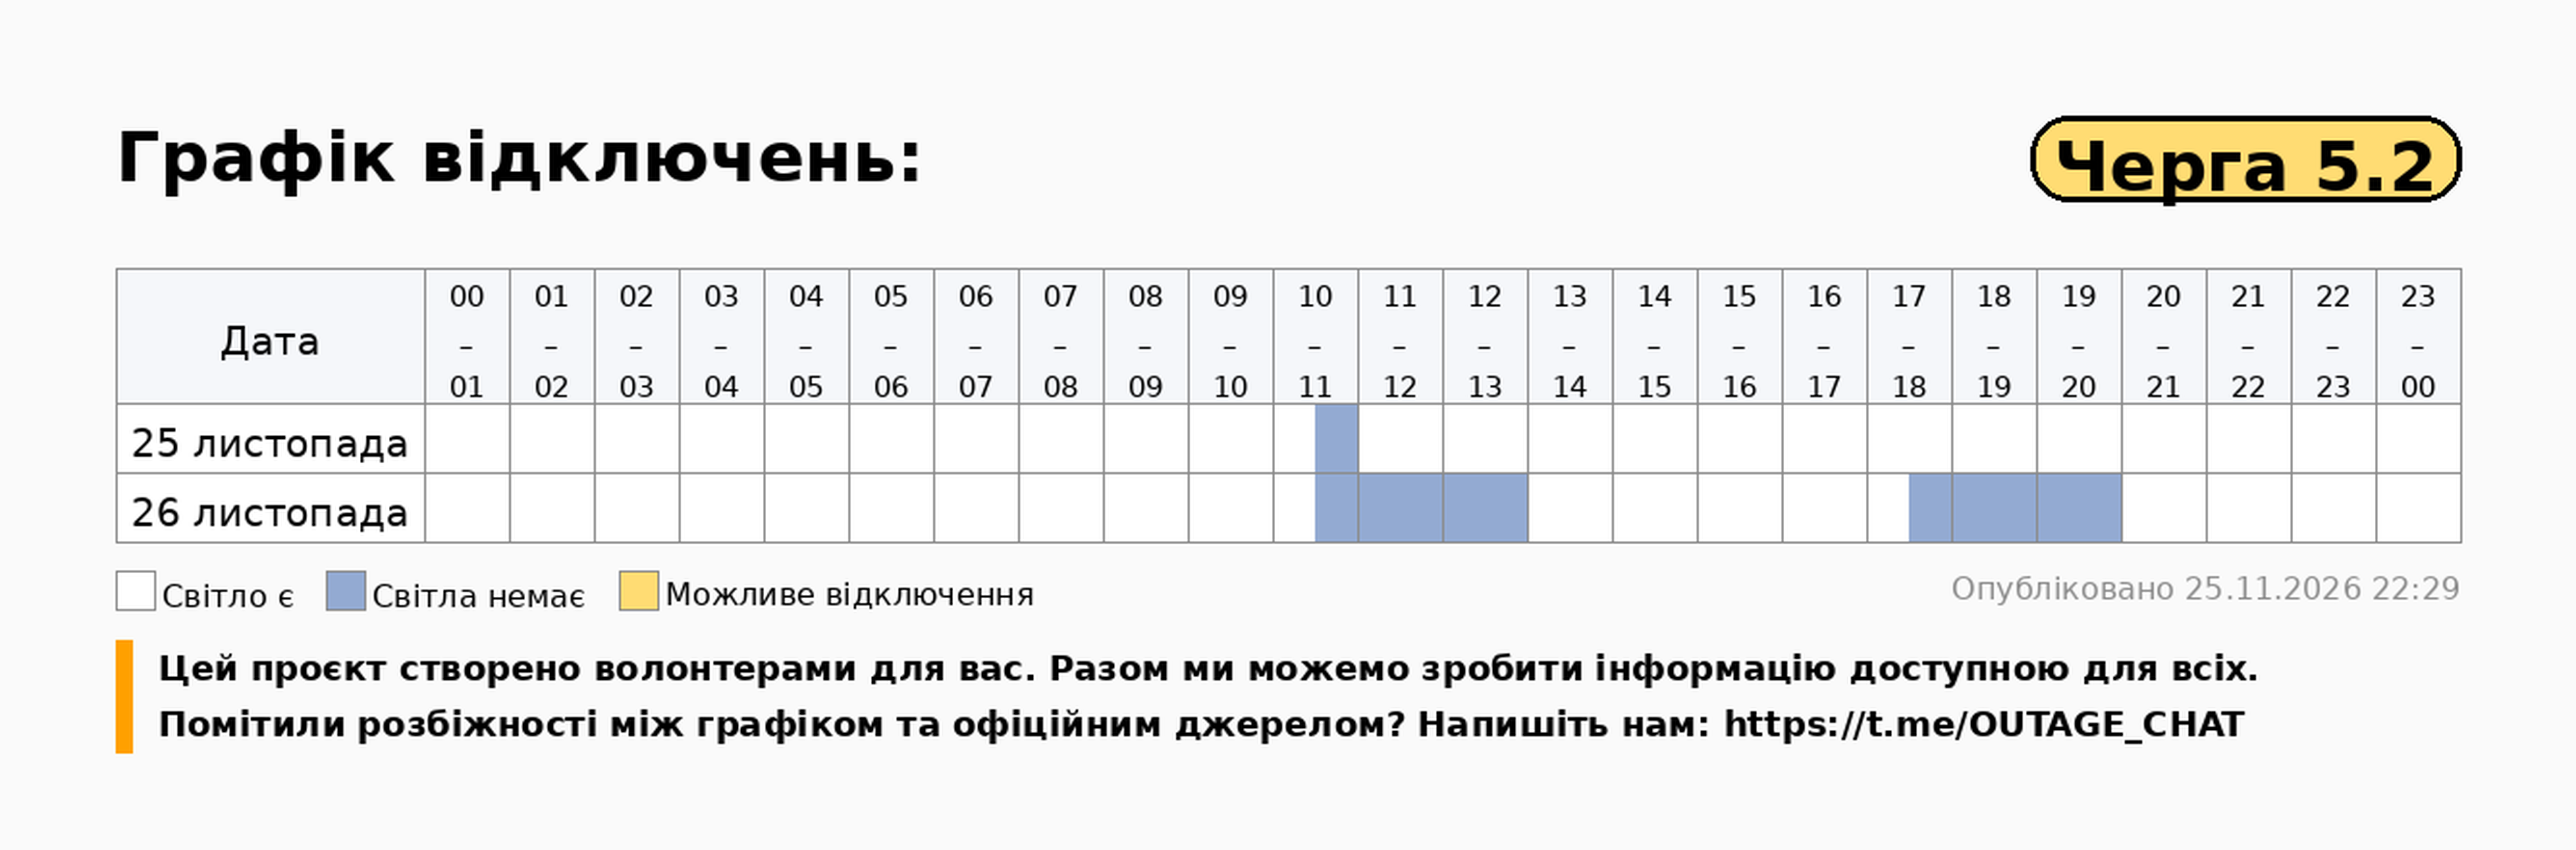 Графік відключень:
Черга 5.2
Дата
00 – 01
01 – 02
02 – 03
03 – 04
04 – 05
05 – 06
06 – 07
07 – 08
08 – 09
09 – 10
10 – 11
11 – 12
12 – 13
13 – 14
14 – 15
15 – 16
16 – 17
17 – 18
18 – 19
19 – 20
20 – 21
21 – 22
22 – 23
23 – 00
25 листопада
26 листопада
Світло є
Світла немає
Можливе відключення
Опубліковано 25.11.2026 22:29
Цей проєкт створено волонтерами для вас. Разом ми можемо зробити інформацію доступною для всіх.
Помітили розбіжності між графіком та офіційним джерелом? Напишіть нам: https://t.me/OUTAGE_CHAT